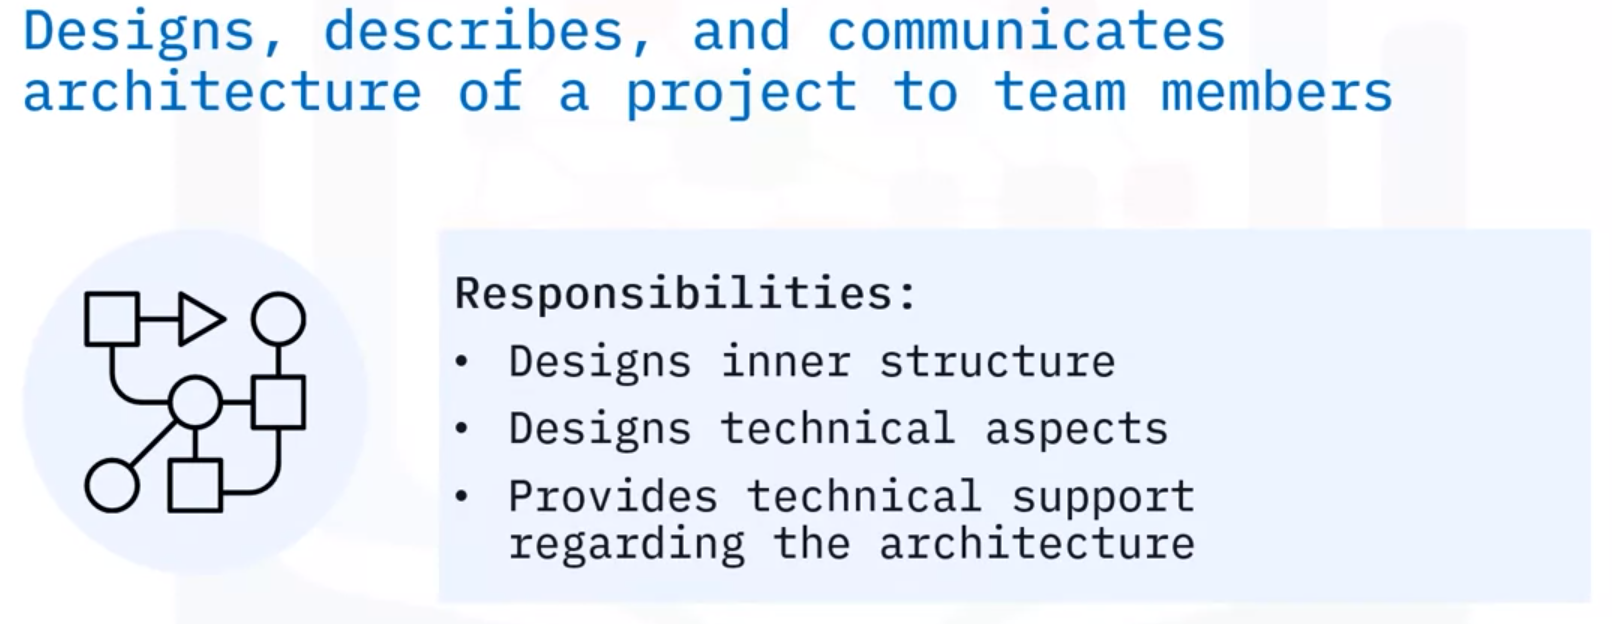 Designs, describes, and communicates
architecture of a project to team members
Responsibilities:
• Designs inner structure
• Designs technical aspects
• Provides technical support
regarding the architecture